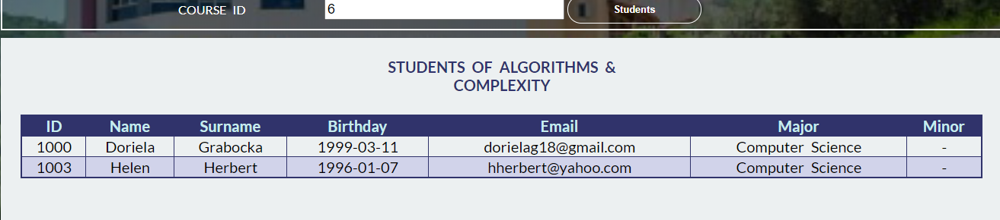 COURSE ID 6 Students
STUDENTS OF ALGORITHMS &
COMPLEXITY
ID Name Surname Birthday Email Major Minor
1000 Doriela Grabocka 1999-03-11 dorielag18@gmail.com Computer Science -
1003 Helen Herbert 1996-01-07 hherbert@yahoo.com Computer Science -